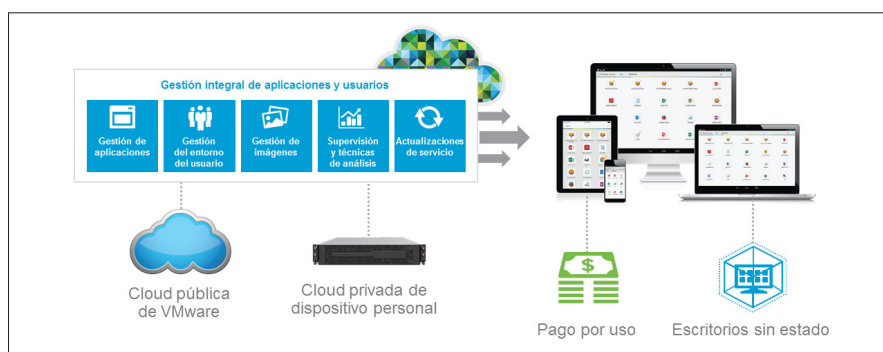 Gestión integral de aplicaciones y usuarios
Gestión de
aplicaciones
Gestión
del entorno
del usuario
Gestión de
imágenes
Supervisión
y técnicas
de análisis
Actualizaciones
de servicio
Cloud pública
de VMware
Cloud privada de
dispositivo personal
$
Pago por uso
Escritorios sin estado